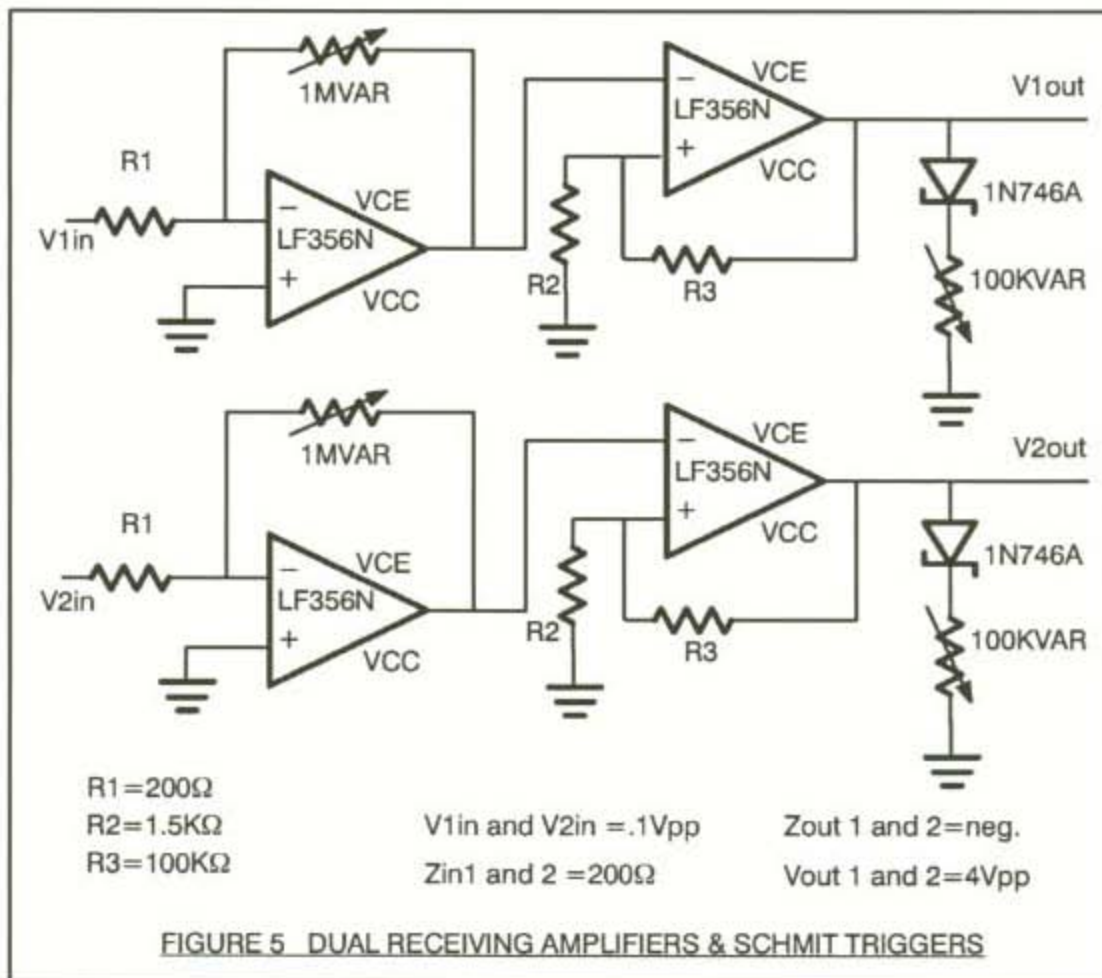 1MVAR
VCE
V1out
R1
LF356N
−
+
VCC
1N746A
V1in
VCE
−
LF356N
+
VCC
R2
R3
100KVAR
1MVAR
VCE
V2out
R1
LF356N
−
+
VCC
1N746A
V2in
VCE
−
LF356N
+
VCC
R2
R3
100KVAR
R1=200Ω
R2=1.5KΩ
R3=100KΩ
V1in and V2in =.1Vpp
Zin1 and 2 =200Ω
Zout 1 and 2=neg.
Vout 1 and 2=4Vpp
FIGURE 5 DUAL RECEIVING AMPLIFIERS & SCHMIT TRIGGERS